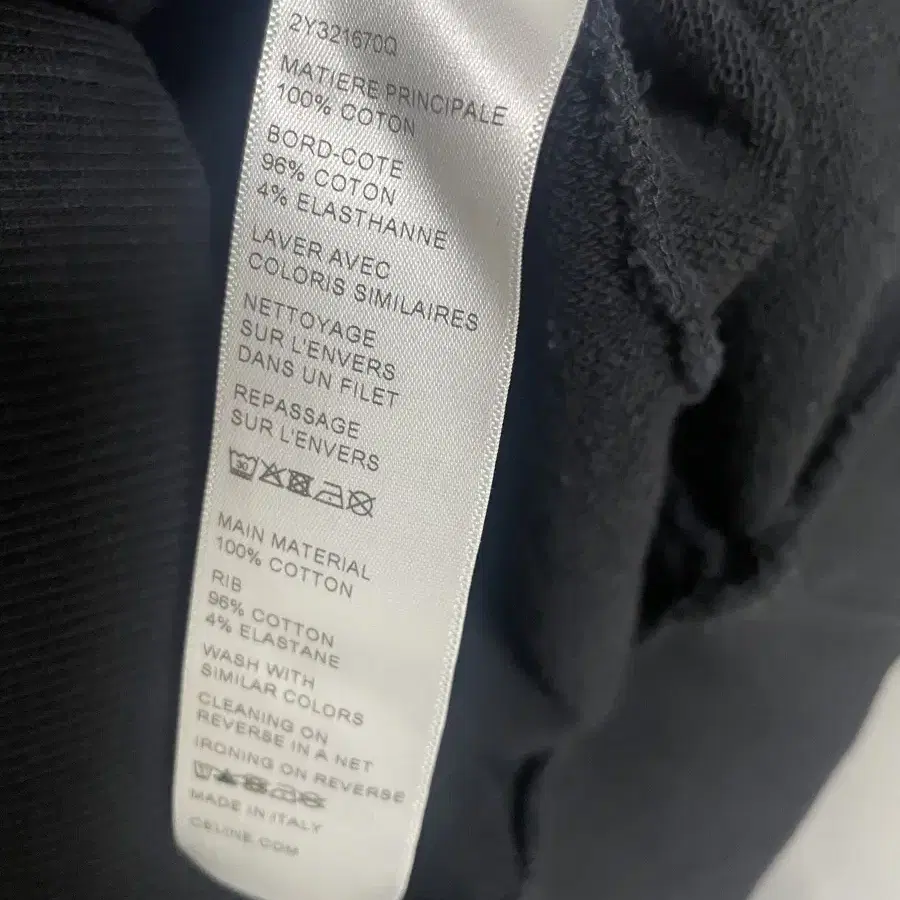 2Y321670Q
MATIERE PRINCIPALE
100% COTON
BORD-COTE
96% COTON
4% ELASTHANNE
LAVER AVEC
COLORIS SIMILAIRES
NETTOYAGE
SUR L'ENVERS
DANS UN FILET
REPASSAGE
SUR L'ENVERS
30
MAIN MATERIAL
100% COTTON
RIB
96% COTTON
4% ELASTANE
WASH WITH
SIMILAR COLORS
CLEANING ON
REVERSE IN A NET
IRONING ON REVERSE
MADE IN ITALY
CELINE.COM